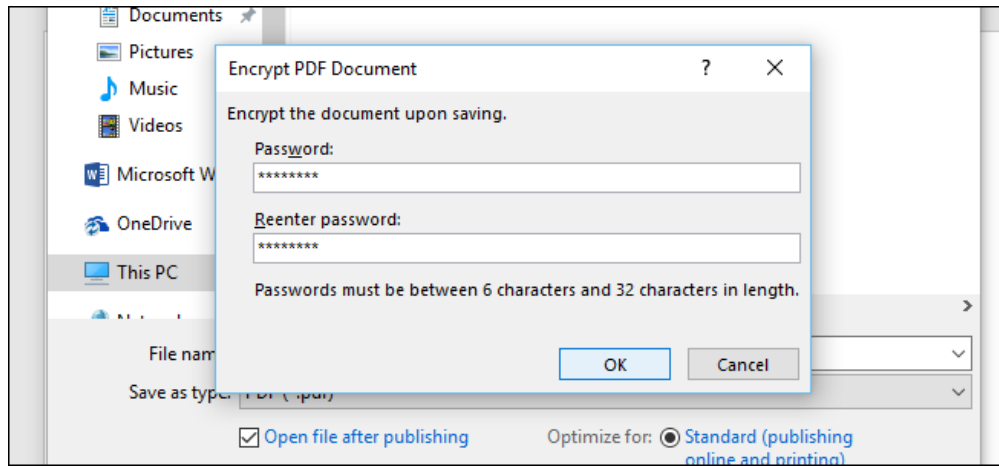 Documents
Pictures
Music
Videos
Microsoft W
OneDrive
This PC
Encrypt PDF Document ? X
Encrypt the document upon saving.
Password:
********
Reenter password:
********
Passwords must be between 6 characters and 32 characters in length.
OK Cancel
File nam
Save as type: PDF (*.pdf)
Open file after publishing
Optimize for: Standard (publishing
online and printing)